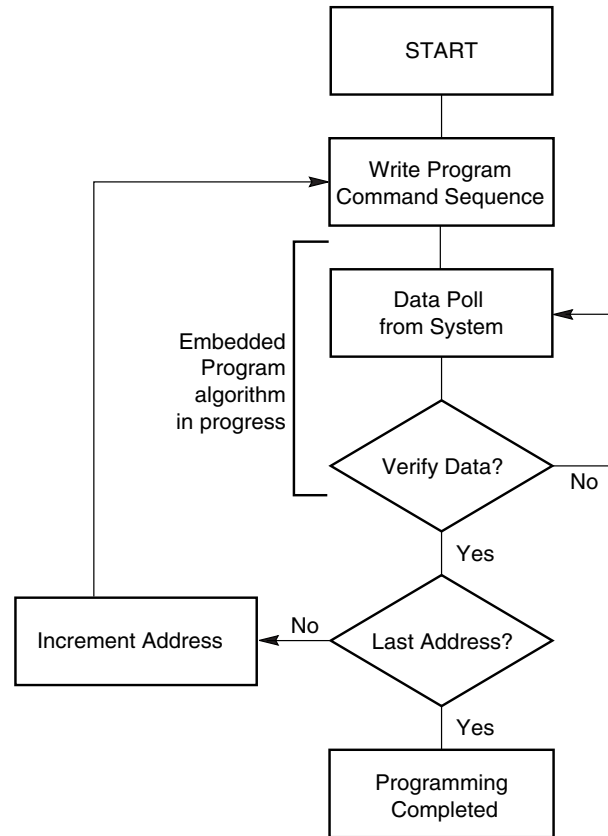 START
Write Program
Command Sequence
Data Poll
from System
Embedded
Program
algorithm
in progress
Verify Data?
No
Yes
Increment Address
No
Last Address?
Yes
Programming
Completed